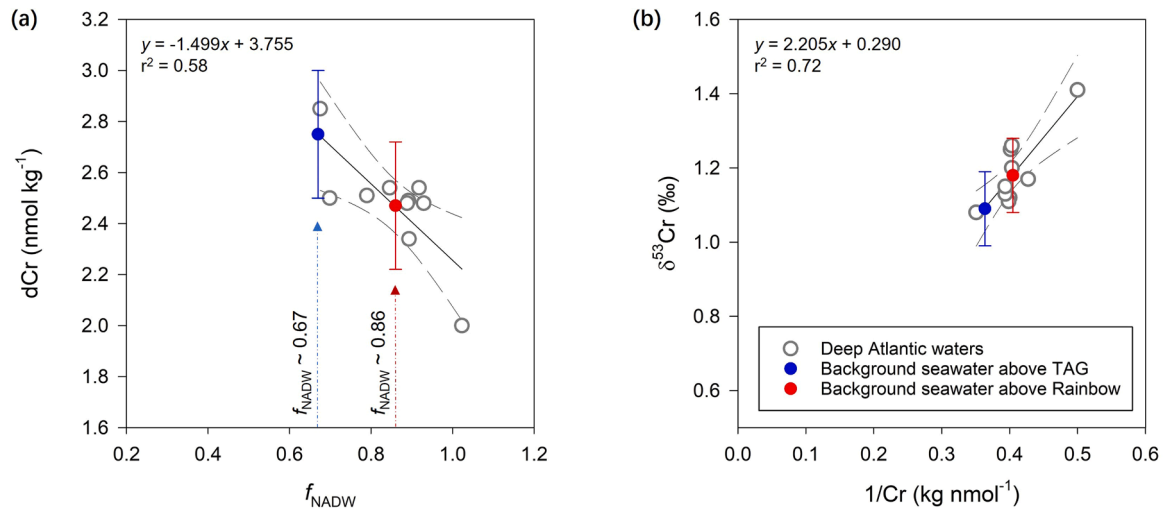 (a)
y = -1.499x + 3.755
r² = 0.58
3.2
3.0
2.8
2.6
2.4
2.2
2.0
1.8
1.6
dCr (nmol kg⁻¹)
fNADW ~ 0.67
fNADW ~ 0.86
0.2 0.4 0.6 0.8 1.0 1.2
fNADW
(b)
y = 2.205x + 0.290
r² = 0.72
1.6
1.4
1.2
1.0
0.8
0.6
δ⁵³Cr (‰)
Deep Atlantic waters
Background seawater above TAG
Background seawater above Rainbow
0.0 0.1 0.2 0.3 0.4 0.5 0.6
1/Cr (kg nmol⁻¹)